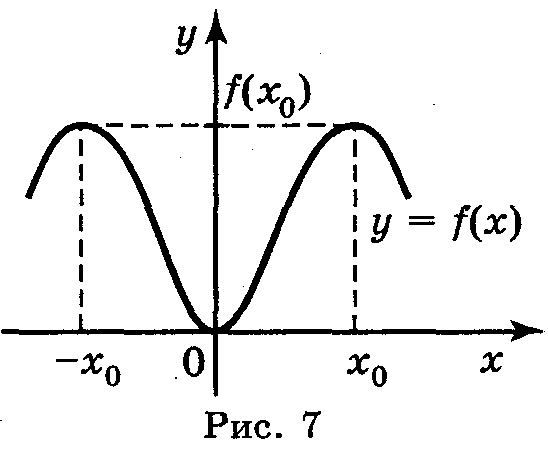 y
f(x₀)
y = f(x)
−x₀ 0 x₀ x
Рис. 7